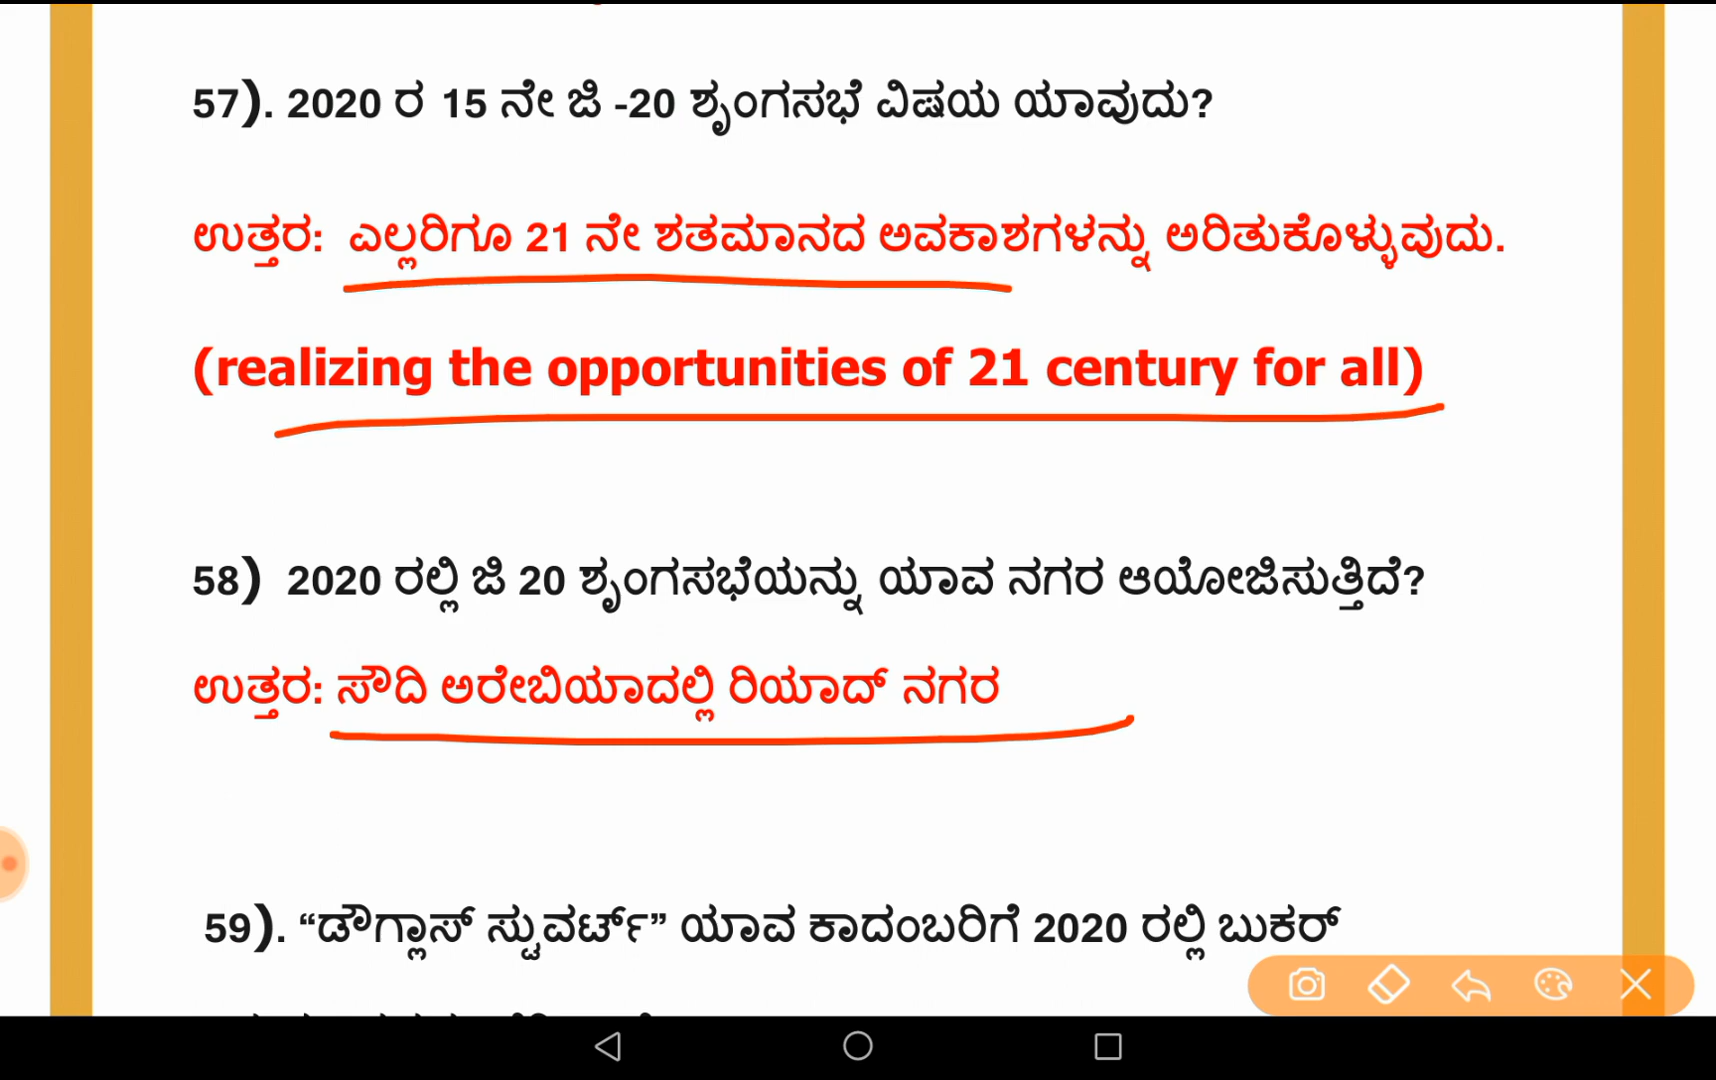 57). 2020 ರ 15 ನೇ ಜಿ -20 ಶೃಂಗಸಭೆ ವಿಷಯ ಯಾವುದು?
ಉತ್ತರ: ಎಲ್ಲರಿಗೂ 21 ನೇ ಶತಮಾನದ ಅವಕಾಶಗಳನ್ನು ಅರಿತುಕೊಳ್ಳುವುದು.
(realizing the opportunities of 21 century for all)
58) 2020 ರಲ್ಲಿ ಜಿ 20 ಶೃಂಗಸಭೆಯನ್ನು ಯಾವ ನಗರ ಆಯೋಜಿಸುತ್ತಿದೆ?
ಉತ್ತರ: ಸೌದಿ ಅರೇಬಿಯಾದಲ್ಲಿ ರಿಯಾದ್ ನಗರ
59). “ಡೌಗ್ಲಾಸ್ ಸ್ಟುವರ್ಟ್” ಯಾವ ಕಾದಂಬರಿಗೆ 2020 ರಲ್ಲಿ ಬುಕರ್